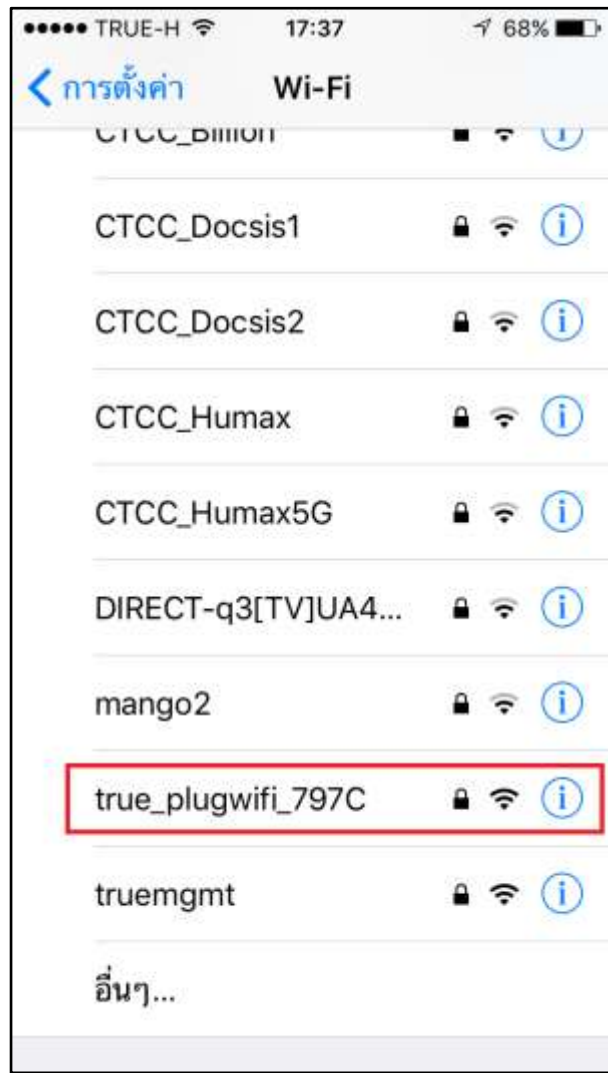 TRUE-H 17:37 68%
การตั้งค่า Wi-Fi
CTCC_Billion
CTCC_Docsis1
CTCC_Docsis2
CTCC_Humax
CTCC_Humax5G
DIRECT-q3[TV]UA4...
mango2
true_plugwifi_797C
truemgmt
อื่นๆ...